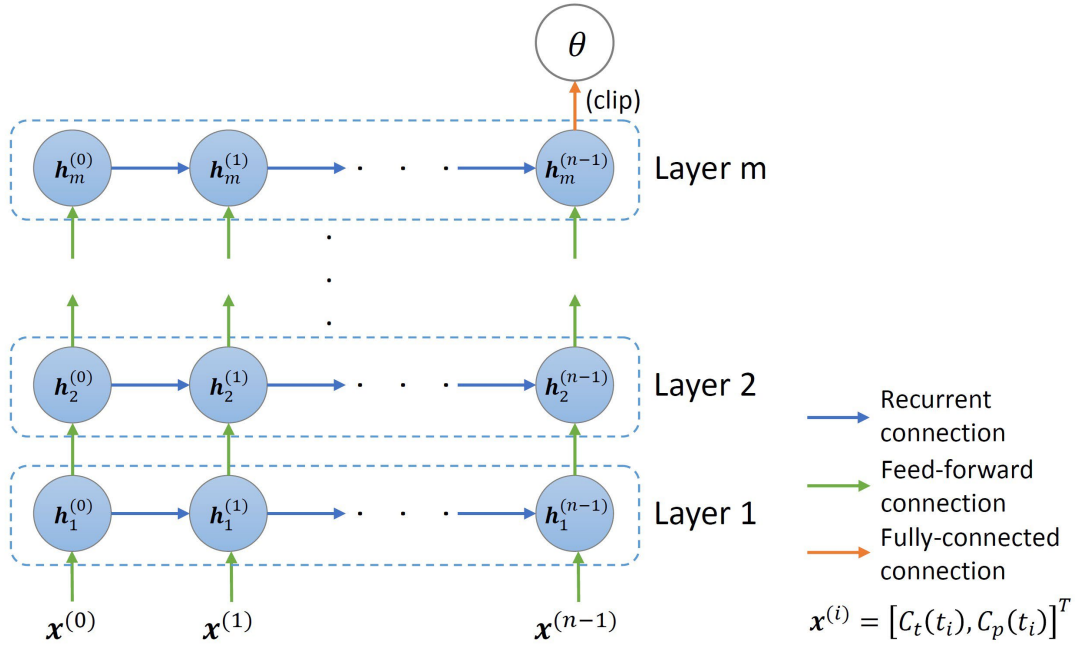 θ
(clip)
h_m^(0) h_m^(1) · · · h_m^(n−1) Layer m
·
·
·
h_2^(0) h_2^(1) · · · h_2^(n−1) Layer 2
h_1^(0) h_1^(1) · · · h_1^(n−1) Layer 1
x^(0) x^(1) x^(n−1)
Recurrent
connection
Feed-forward
connection
Fully-connected
connection
x^(i) = [C_t(t_i), C_p(t_i)]^T